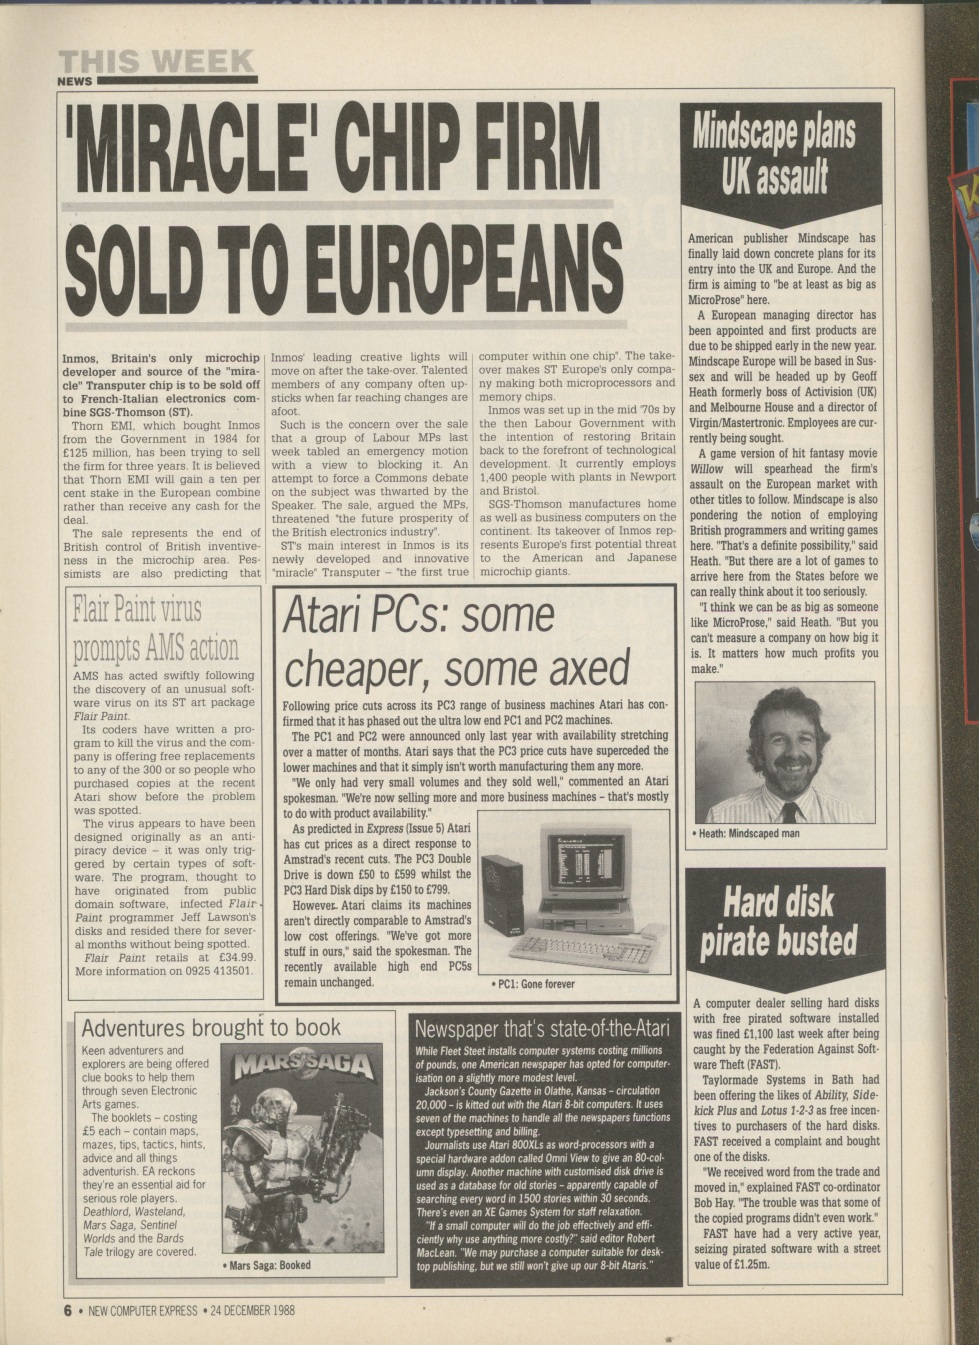 THIS WEEK
NEWS
'MIRACLE' CHIP FIRM
SOLD TO EUROPEANS
Inmos, Britain's only microchip
developer and source of the "mira-
cle" Transputer chip is to be sold off
to French-Italian electronics com-
bine SGS-Thomson (ST).
Thorn EMI, which bought Inmos
from the Government in 1984 for
£125 million, has been trying to sell
the firm for three years. It is believed
that Thorn EMI will gain a ten per
cent stake in the European combine
rather than receive any cash for the
deal.
The sale represents the end of
British control of British inventive-
ness in the microchip area. Pes-
simists are also predicting that
Inmos' leading creative lights will
move on after the take-over. Talented
members of any company often up-
sticks when far reaching changes are
afoot.
Such is the concern over the sale
that a group of Labour MPs last
week tabled an emergency motion
with a view to blocking it. An
attempt to force a Commons debate
on the subject was thwarted by the
Speaker. The sale, argued the MPs,
threatened "the future prosperity of
the British electronics industry".
ST's main interest in Inmos is its
newly developed and innovative
"miracle" Transputer – "the first true
computer within one chip". The take-
over makes ST Europe's only compa-
ny making both microprocessors and
memory chips.
Inmos was set up in the mid '70s by
the then Labour Government with
the intention of restoring Britain
back to the forefront of technological
development. It currently employs
1,400 people with plants in Newport
and Bristol.
SGS-Thomson manufactures home
as well as business computers on the
continent. Its takeover of Inmos rep-
resents Europe's first potential threat
to the American and Japanese
microchip giants.
Flair Paint virus
prompts AMS action
AMS has acted swiftly following
the discovery of an unusual soft-
ware virus on its ST art package
Flair Paint.
Its coders have written a pro-
gram to kill the virus and the com-
pany is offering free replacements
to any of the 300 or so people who
purchased copies at the recent
Atari show before the problem
was spotted.
The virus appears to have been
designed originally as an anti-
piracy device – it was only trig-
gered by certain types of soft-
ware. The program, thought to
have originated from public
domain software, infected Flair
Paint programmer Jeff Lawson's
disks and resided there for sever-
al months without being spotted.
Flair Paint retails at £34.99.
More information on 0925 413501.
Atari PCs: some
cheaper, some axed
Following price cuts across its PC3 range of business machines Atari has con-
firmed that it has phased out the ultra low end PC1 and PC2 machines.
The PC1 and PC2 were announced only last year with availability stretching
over a matter of months. Atari says that the PC3 price cuts have superceded the
lower machines and that it simply isn't worth manufacturing them any more.
"We only had very small volumes and they sold well," commented an Atari
spokesman. "We're now selling more and more business machines – that's mostly
to do with product availability."
As predicted in Express (Issue 5) Atari
has cut prices as a direct response to
Amstrad's recent cuts. The PC3 Double
Drive is down £50 to £599 whilst the
PC3 Hard Disk dips by £150 to £799.
However. Atari claims its machines
aren't directly comparable to Amstrad's
low cost offerings. "We've got more
stuff in ours," said the spokesman. The
recently available high end PC5s
remain unchanged.
• PC1: Gone forever
Mindscape plans
UK assault
American publisher Mindscape has
finally laid down concrete plans for its
entry into the UK and Europe. And the
firm is aiming to "be at least as big as
MicroProse" here.
A European managing director has
been appointed and first products are
due to be shipped early in the new year.
Mindscape Europe will be based in Sus-
sex and will be headed up by Geoff
Heath formerly boss of Activision (UK)
and Melbourne House and a director of
Virgin/Mastertronic. Employees are cur-
rently being sought.
A game version of hit fantasy movie
Willow will spearhead the firm's
assault on the European market with
other titles to follow. Mindscape is also
pondering the notion of employing
British programmers and writing games
here. "That's a definite possibility," said
Heath. "But there are a lot of games to
arrive here from the States before we
can really think about it too seriously.
"I think we can be as big as someone
like MicroProse," said Heath. "But you
can't measure a company on how big it
is. It matters how much profits you
make."
• Heath: Mindscaped man
Hard disk
pirate busted
A computer dealer selling hard disks
with free pirated software installed
was fined £1,100 last week after being
caught by the Federation Against Soft-
ware Theft (FAST).
Taylormade Systems in Bath had
been offering the likes of Ability, Side-
kick Plus and Lotus 1-2-3 as free incen-
tives to purchasers of the hard disks.
FAST received a complaint and bought
one of the disks.
"We received word from the trade and
moved in," explained FAST co-ordinator
Bob Hay. "The trouble was that some of
the copied programs didn't even work."
FAST have had a very active year,
seizing pirated software with a street
value of £1.25m.
Adventures brought to book
Keen adventurers and
explorers are being offered
clue books to help them
through seven Electronic
Arts games.
The booklets – costing
£5 each – contain maps,
mazes, tips, tactics, hints,
advice and all things
adventurish. EA reckons
they're an essential aid for
serious role players.
Deathlord, Wasteland,
Mars Saga, Sentinel
Worlds and the Bards
Tale trilogy are covered.
MARS SAGA
• Mars Saga: Booked
Newspaper that's state-of-the-Atari
While Fleet Steet installs computer systems costing millions
of pounds, one American newspaper has opted for computer-
isation on a slightly more modest level.
Jackson's County Gazette in Olathe, Kansas – circulation
20,000 – is kitted out with the Atari 8-bit computers. It uses
seven of the machines to handle all the newspapers functions
except typesetting and billing.
Journalists use Atari 800XLs as word-processors with a
special hardware addon called Omni View to give an 80-col-
umn display. Another machine with customised disk drive is
used as a database for old stories – apparently capable of
searching every word in 1500 stories within 30 seconds.
There's even an XE Games System for staff relaxation.
"If a small computer will do the job effectively and effi-
ciently why use anything more costly?" said editor Robert
MacLean. "We may purchase a computer suitable for desk-
top publishing, but we still won't give up our 8-bit Ataris."
6 • NEW COMPUTER EXPRESS • 24 DECEMBER 1988